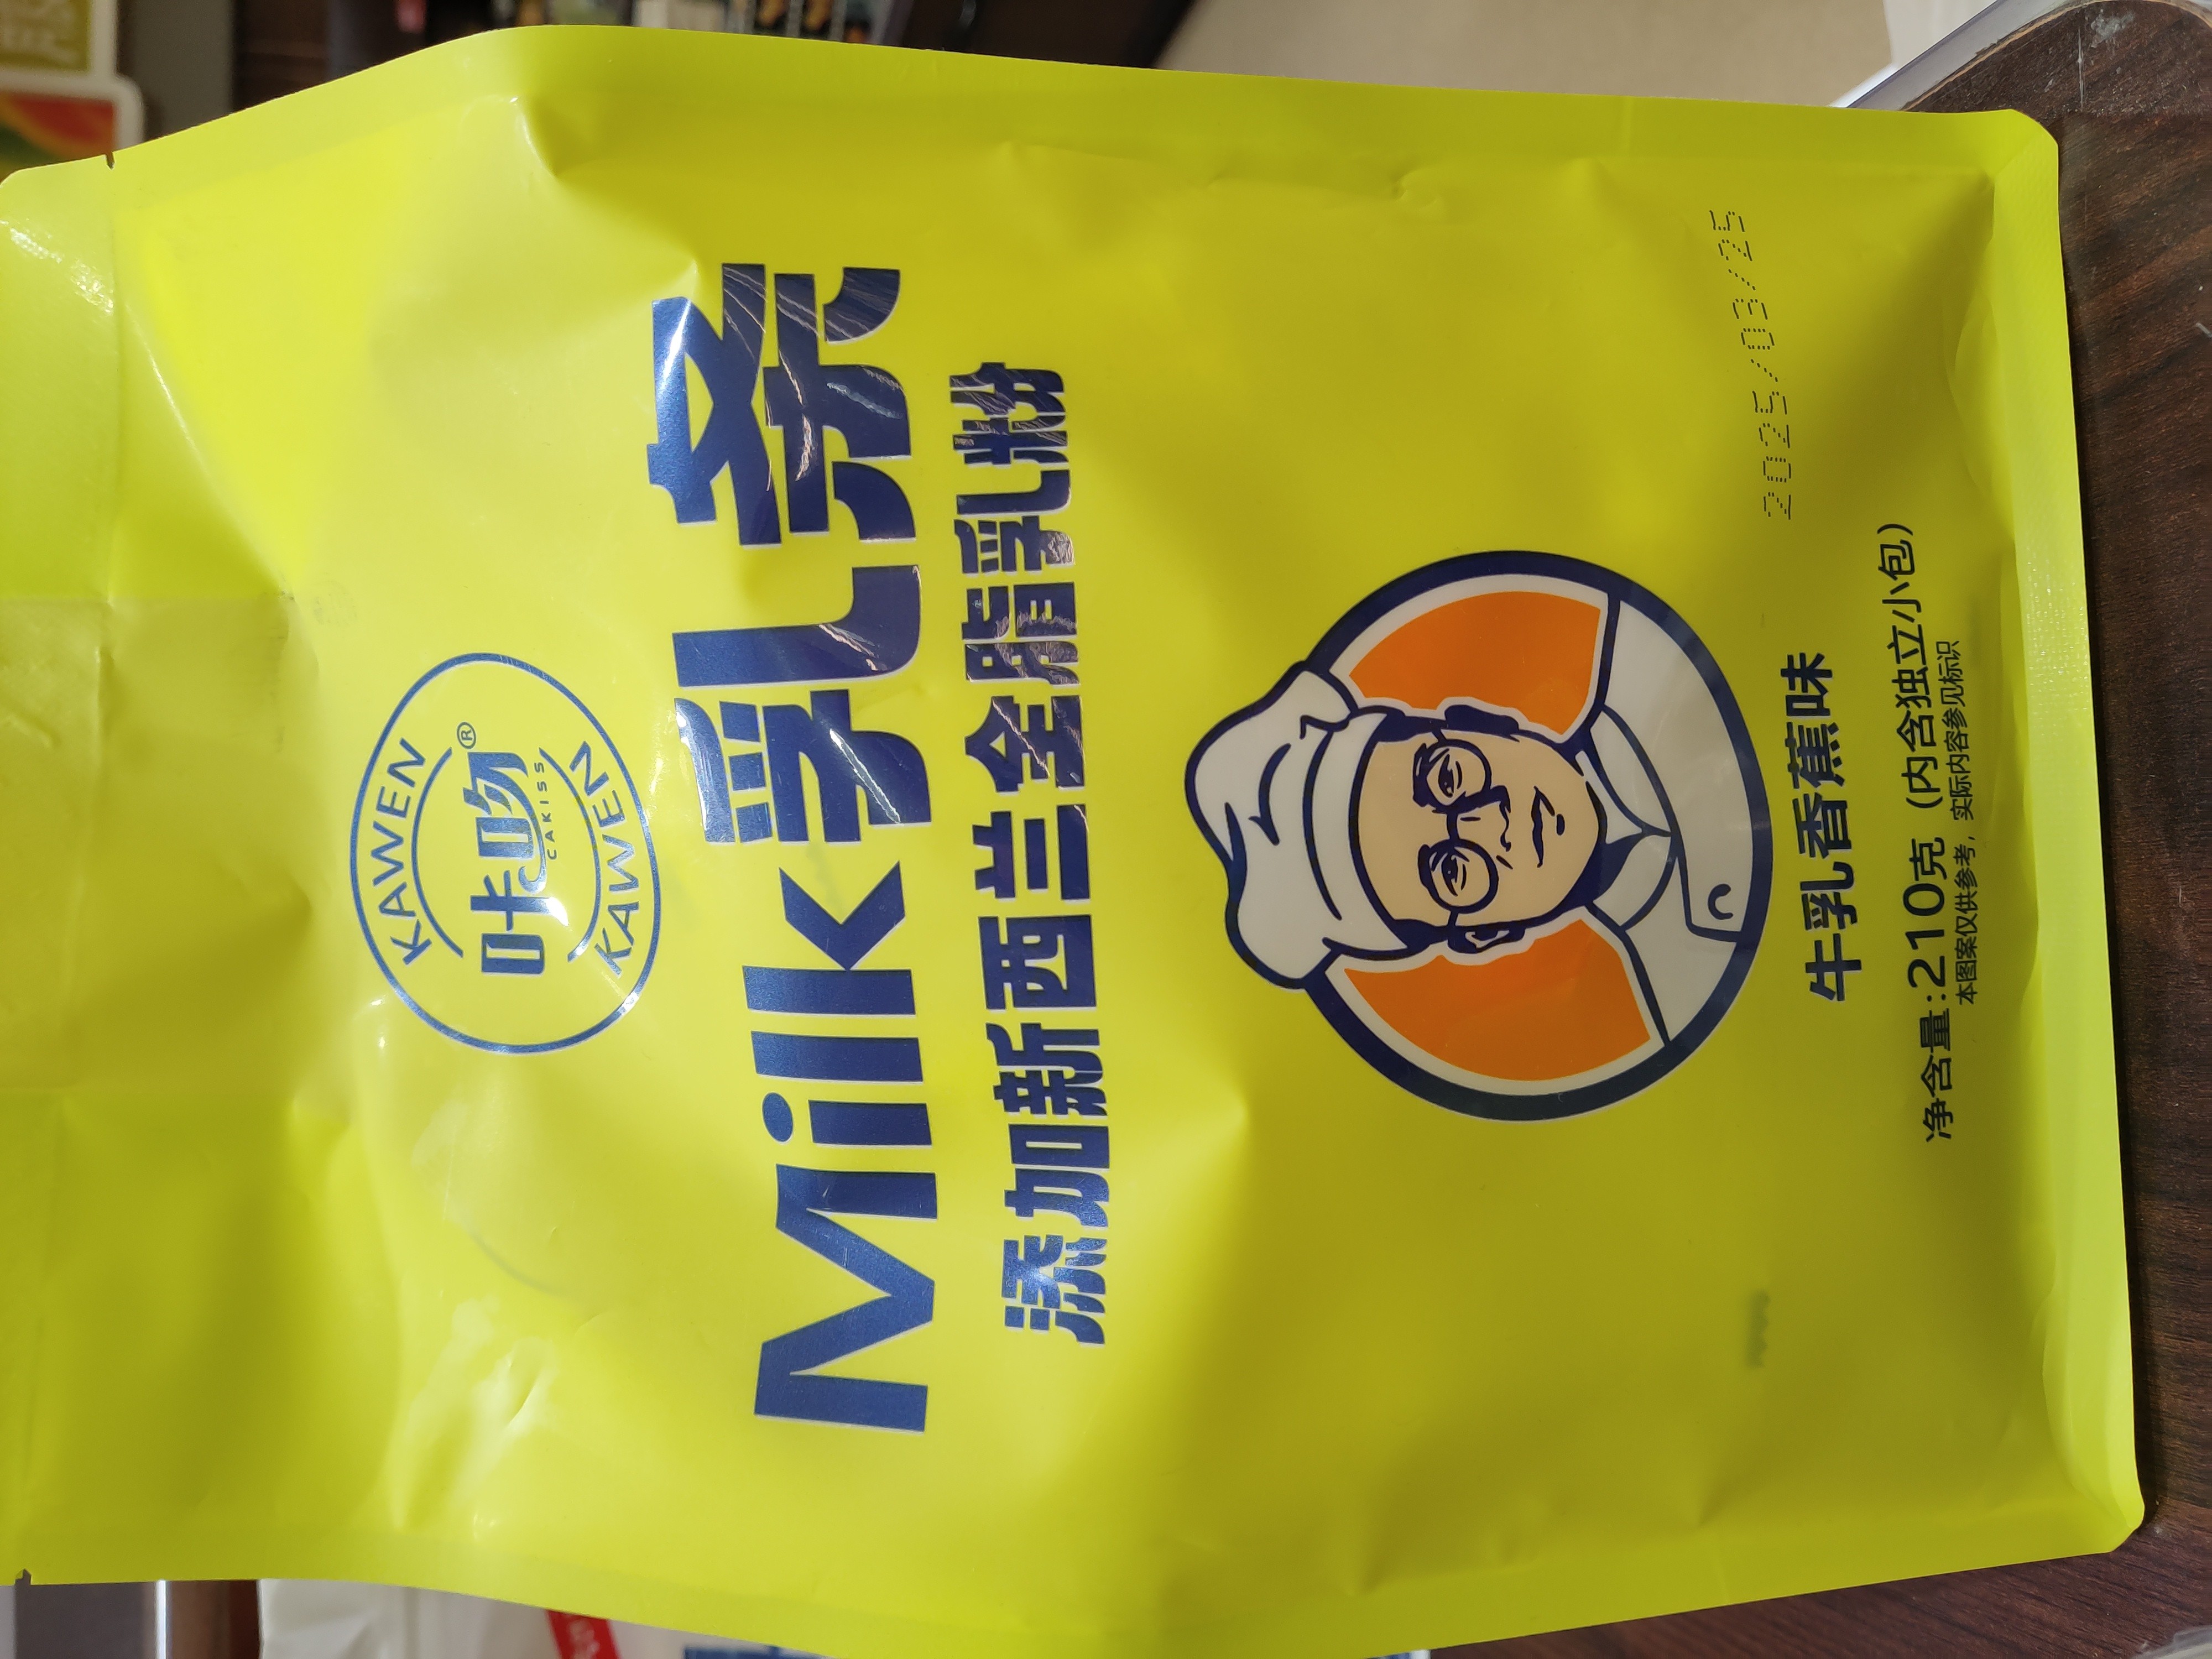 KAWEN
咔吻®
CAKISS
KAWEN
Milk乳条
添加新西兰全脂乳粉
2025/03/25
牛乳香蕉味
净含量:210克（内含独立小包）
本图案仅供参考，实际内容参见标识